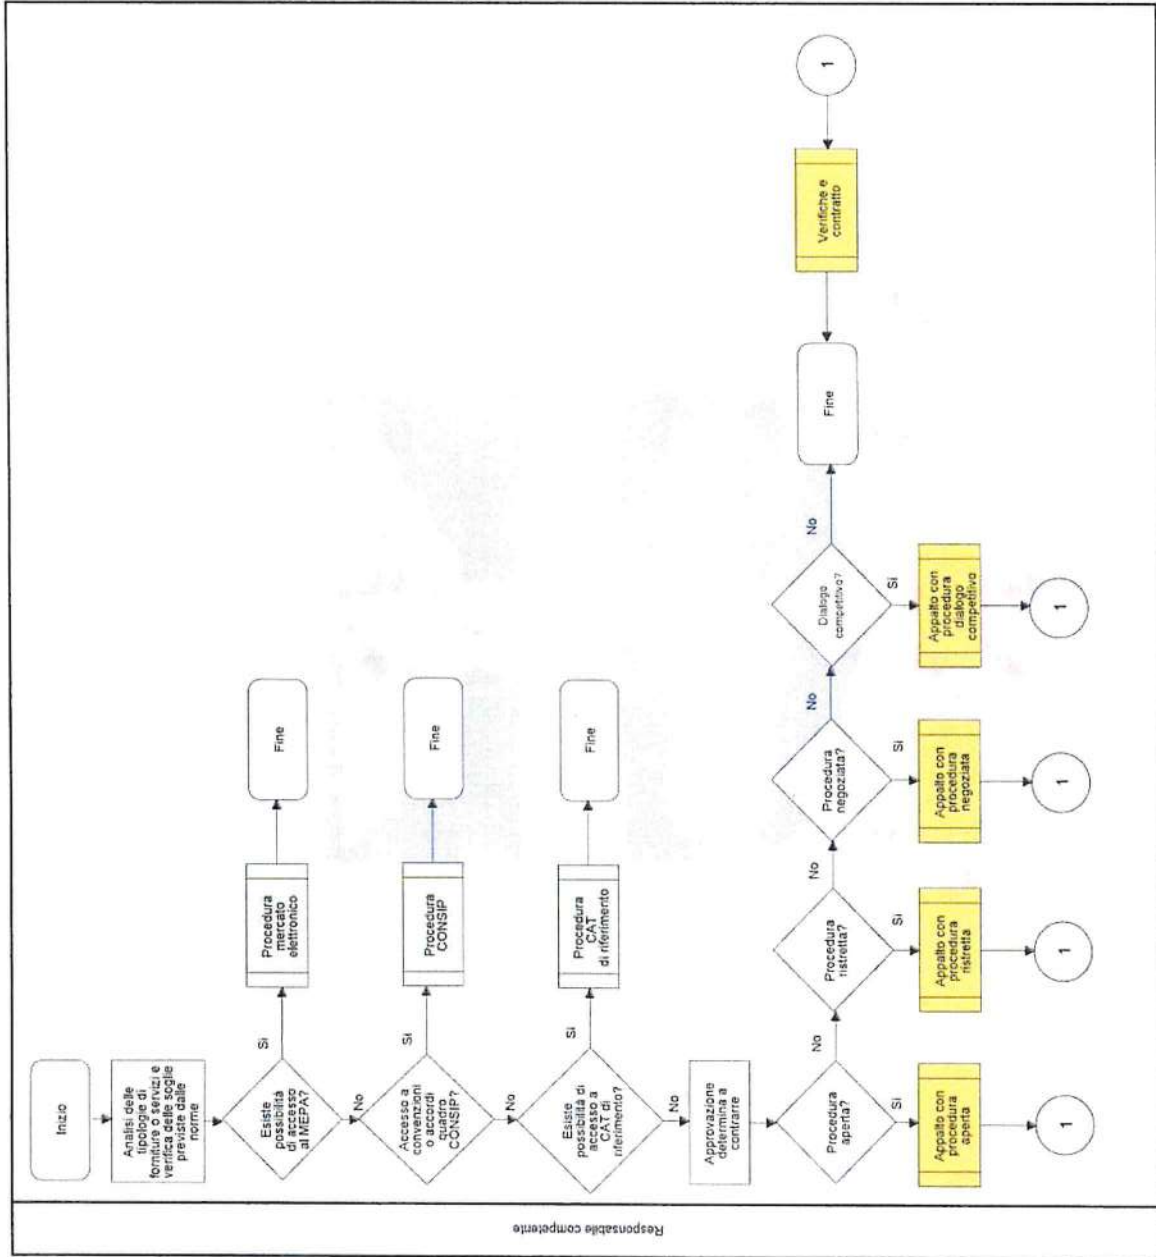 Responsabile competente
Inizio
Analisi delle
tipologie di
forniture o servizi e
verifica delle soglie
previste dalle
norme
Esiste
possibilità
di accesso
al MEPA?
Si
Procedura
mercato
elettronico
Fine
No
Accesso a
convenzioni
o accordi
quadro
CONSIP?
Si
Procedura
CONSIP
Fine
No
Esiste
possibilità di
accesso a
CAT di
riferimento?
Si
Procedura
CAT
di riferimento
Fine
No
Approvazione
determina a
contrarre
Procedura
aperta?
Si
Appalto con
procedura
aperta
1
No
Procedura
ristretta?
Si
Appalto con
procedura
ristretta
1
No
Procedura
negoziata?
Si
Appalto con
procedura
negoziata
1
No
Dialogo
competitivo?
Si
Appalto con
procedura
dialogo
competitivo
1
No
Fine
Verifiche e
contratto
1